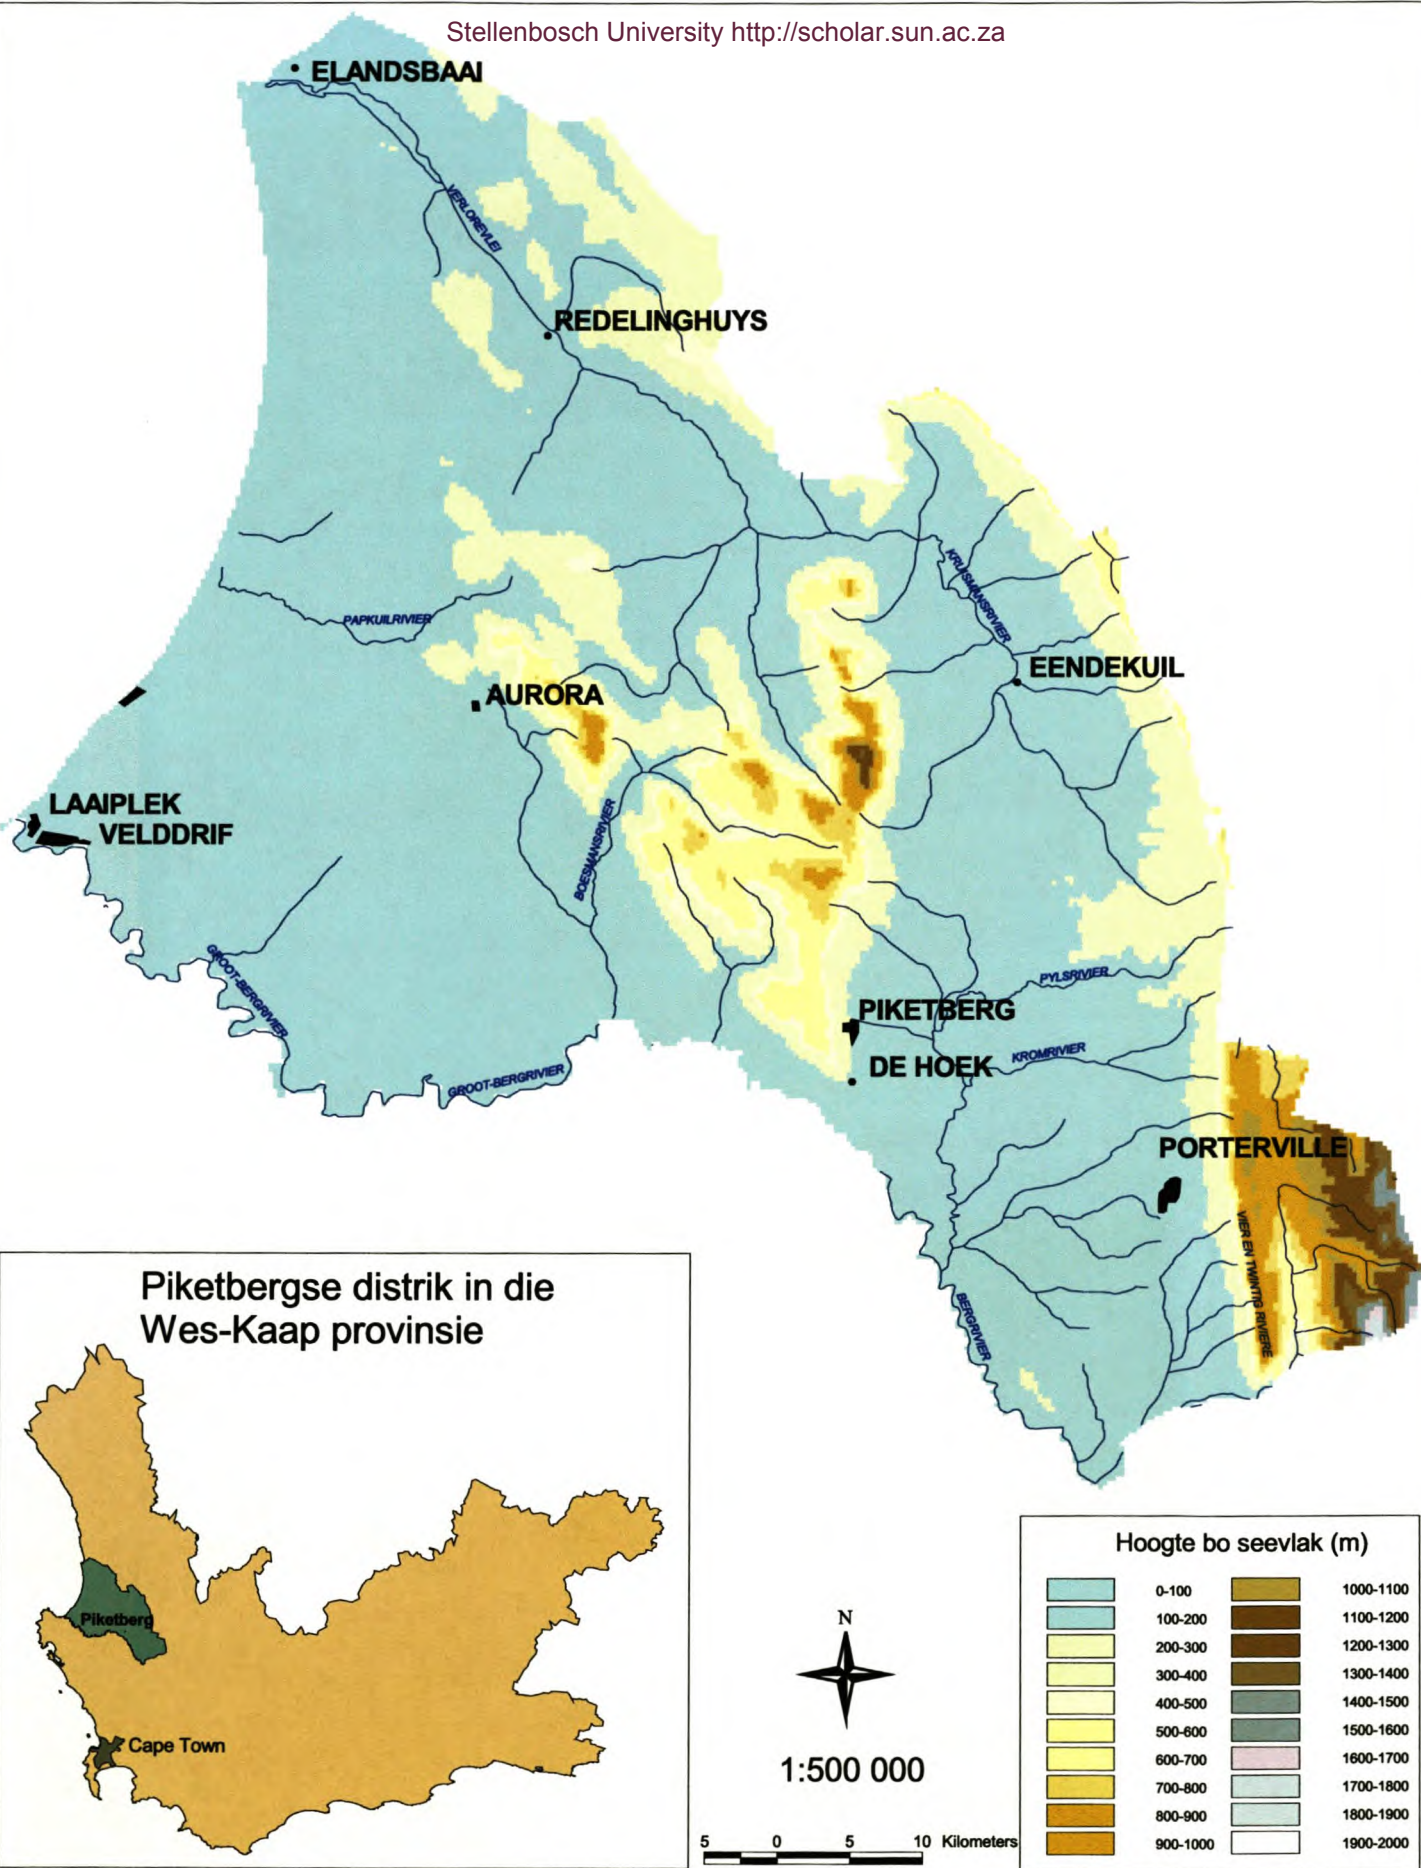 Stellenbosch University http://scholar.sun.ac.za
ELANDSBAAI
VERLOREVLEI
REDELINGHUYS
KRUISMANSRIVIER
PAPKUILRIVIER
EENDEKUIL
AURORA
LAAIPLEK
VELDDRIF
BOESMANSRIVIER
GROOT-BERGRIVIER
PYLSRIVIER
PIKETBERG
KROMRIVIER
DE HOEK
GROOT-BERGRIVIER
PORTERVILLE
VIER EN TWINTIG RIVIERE
BERGRIVIER
Piketbergse distrik in die
Wes-Kaap provinsie
Piketberg
Cape Town
N
1:500 000
5 0 5 10 Kilometers
Hoogte bo seevlak (m)
0-100 1000-1100
100-200 1100-1200
200-300 1200-1300
300-400 1300-1400
400-500 1400-1500
500-600 1500-1600
600-700 1600-1700
700-800 1700-1800
800-900 1800-1900
900-1000 1900-2000